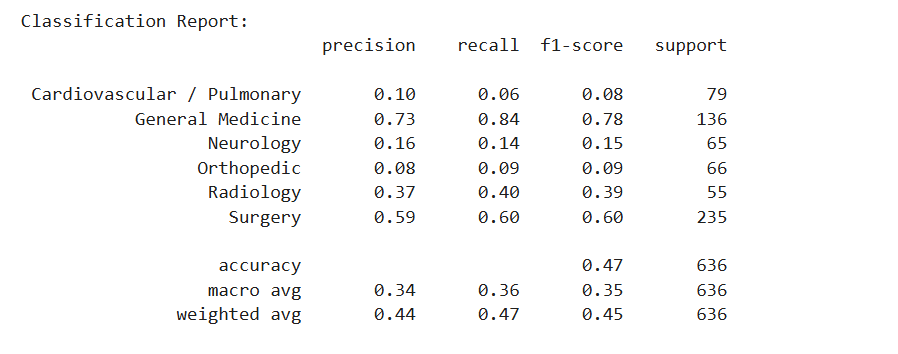 Classification Report:
precision recall f1-score support
Cardiovascular / Pulmonary 0.10 0.06 0.08 79
General Medicine 0.73 0.84 0.78 136
Neurology 0.16 0.14 0.15 65
Orthopedic 0.08 0.09 0.09 66
Radiology 0.37 0.40 0.39 55
Surgery 0.59 0.60 0.60 235
accuracy 0.47 636
macro avg 0.34 0.36 0.35 636
weighted avg 0.44 0.47 0.45 636